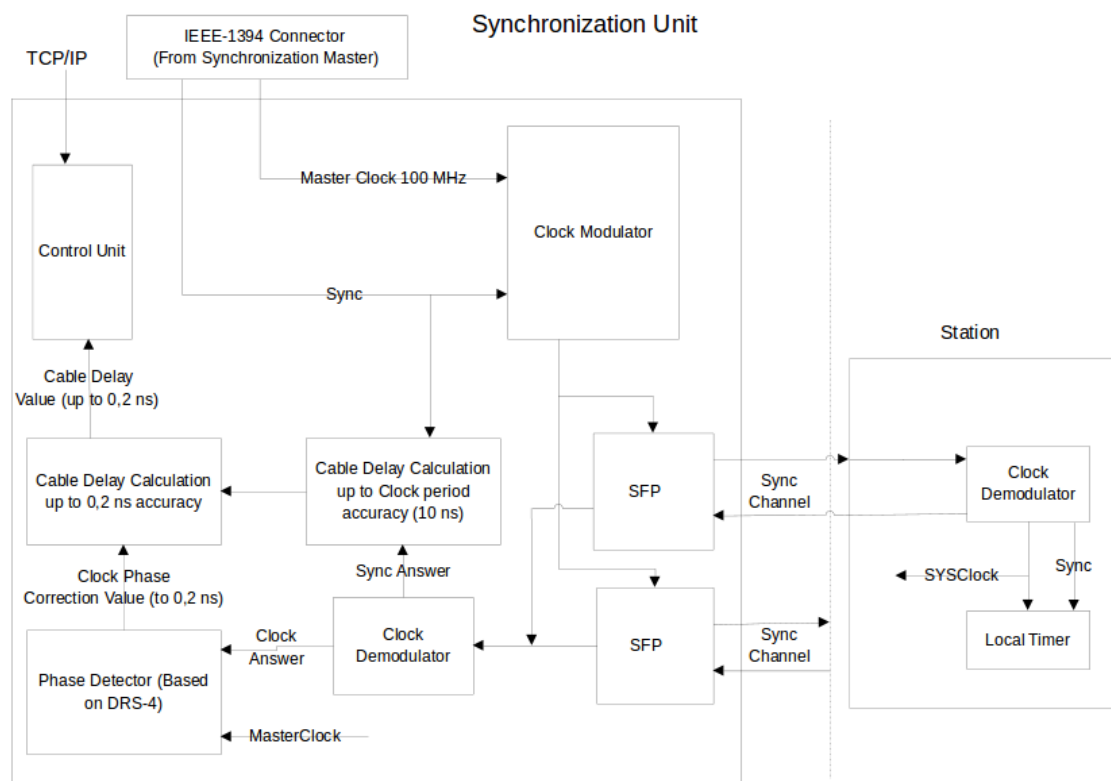 Synchronization Unit
IEEE-1394 Connector
(From Synchronization Master)
TCP/IP
Master Clock 100 MHz
Clock Modulator
Control Unit
Sync
Station
Cable Delay
Value (up to 0,2 ns)
Cable Delay Calculation
up to 0,2 ns accuracy
Cable Delay Calculation
up to Clock period
accuracy (10 ns)
SFP
Sync
Channel
Clock
Demodulator
Sync Answer
Clock Phase
Correction Value (to 0,2 ns)
SYSClock
Sync
Clock
Answer
Clock
Demodulator
SFP
Sync
Channel
Local Timer
Phase Detector (Based
on DRS-4)
MasterClock